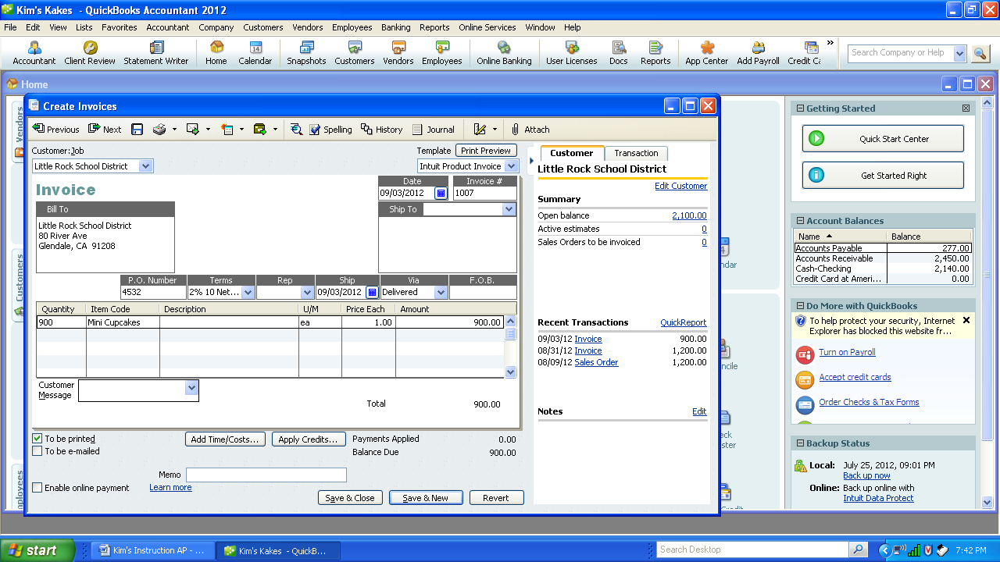 Kim's Kakes - QuickBooks Accountant 2012
File Edit View Lists Favorites Accountant Company Customers Vendors Employees Banking Reports Online Services Window Help
Accountant Client Review Statement Writer Home Calendar Snapshots Customers Vendors Employees Online Banking User Licenses Docs Reports App Center Add Payroll Credit Ca »
Search Company or Help
Home
Vendors
Customers
Create Invoices
Previous Next Spelling History Journal Attach
Customer:Job
Little Rock School District
Template Print Preview
Intuit Product Invoice
Invoice
Date Invoice #
09/03/2012 1007
Bill To
Little Rock School District
80 River Ave
Glendale, CA 91208
Ship To
P.O. Number Terms Rep Ship Via F.O.B.
4532 2% 10 Net... 09/03/2012 Delivered
Quantity Item Code Description U/M Price Each Amount
900 Mini Cupcakes ea 1.00 900.00
Customer
Message
Total 900.00
To be printed
To be e-mailed
Add Time/Costs... Apply Credits...
Payments Applied 0.00
Balance Due 900.00
Memo
Enable online payment Learn more
Save & Close Save & New Revert
Customer Transaction
Little Rock School District
Edit Customer
Summary
Open balance 2,100.00
Active estimates 0
Sales Orders to be invoiced 0
Recent Transactions QuickReport
09/03/12 Invoice 900.00
08/31/12 Invoice 1,200.00
08/09/12 Sales Order 1,200.00
Notes Edit
ndar
ncile
Getting Started
Quick Start Center
Get Started Right
Account Balances
Name Balance
Accounts Payable 277.00
Accounts Receivable 2,450.00
Cash-Checking 2,140.00
Credit Card at Ameri... 0.00
Do More with QuickBooks
To help protect your security, Internet
Explorer has blocked this website fr...
Turn on Payroll
Accept credit cards
Order Checks & Tax Forms
Backup Status
Local: July 25, 2012, 09:01 PM
Back up now
Online: Back up online with
Intuit Data Protect
start Kim's Instruction AP - ... Kim's Kakes - QuickB... Search Desktop 7:42 PM